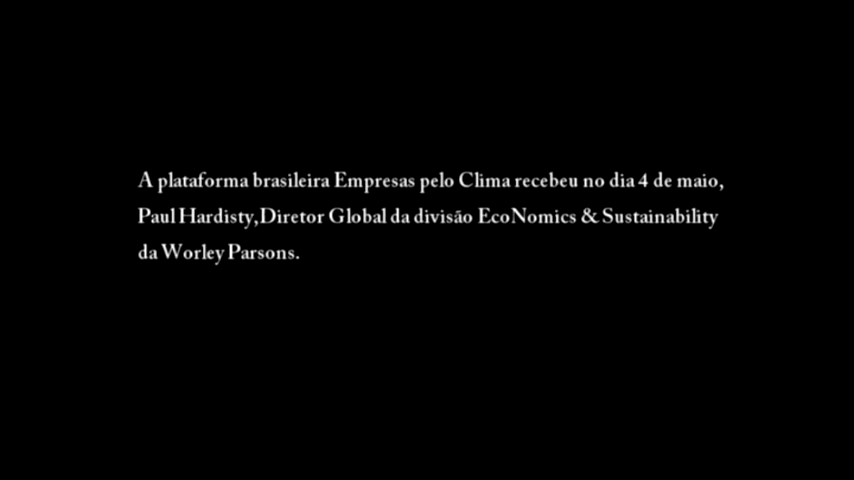 A plataforma brasileira Empresas pelo Clima recebeu no dia 4 de maio,
Paul Hardisty,Diretor Global da divisão EcoNomics & Sustainability
da Worley Parsons.